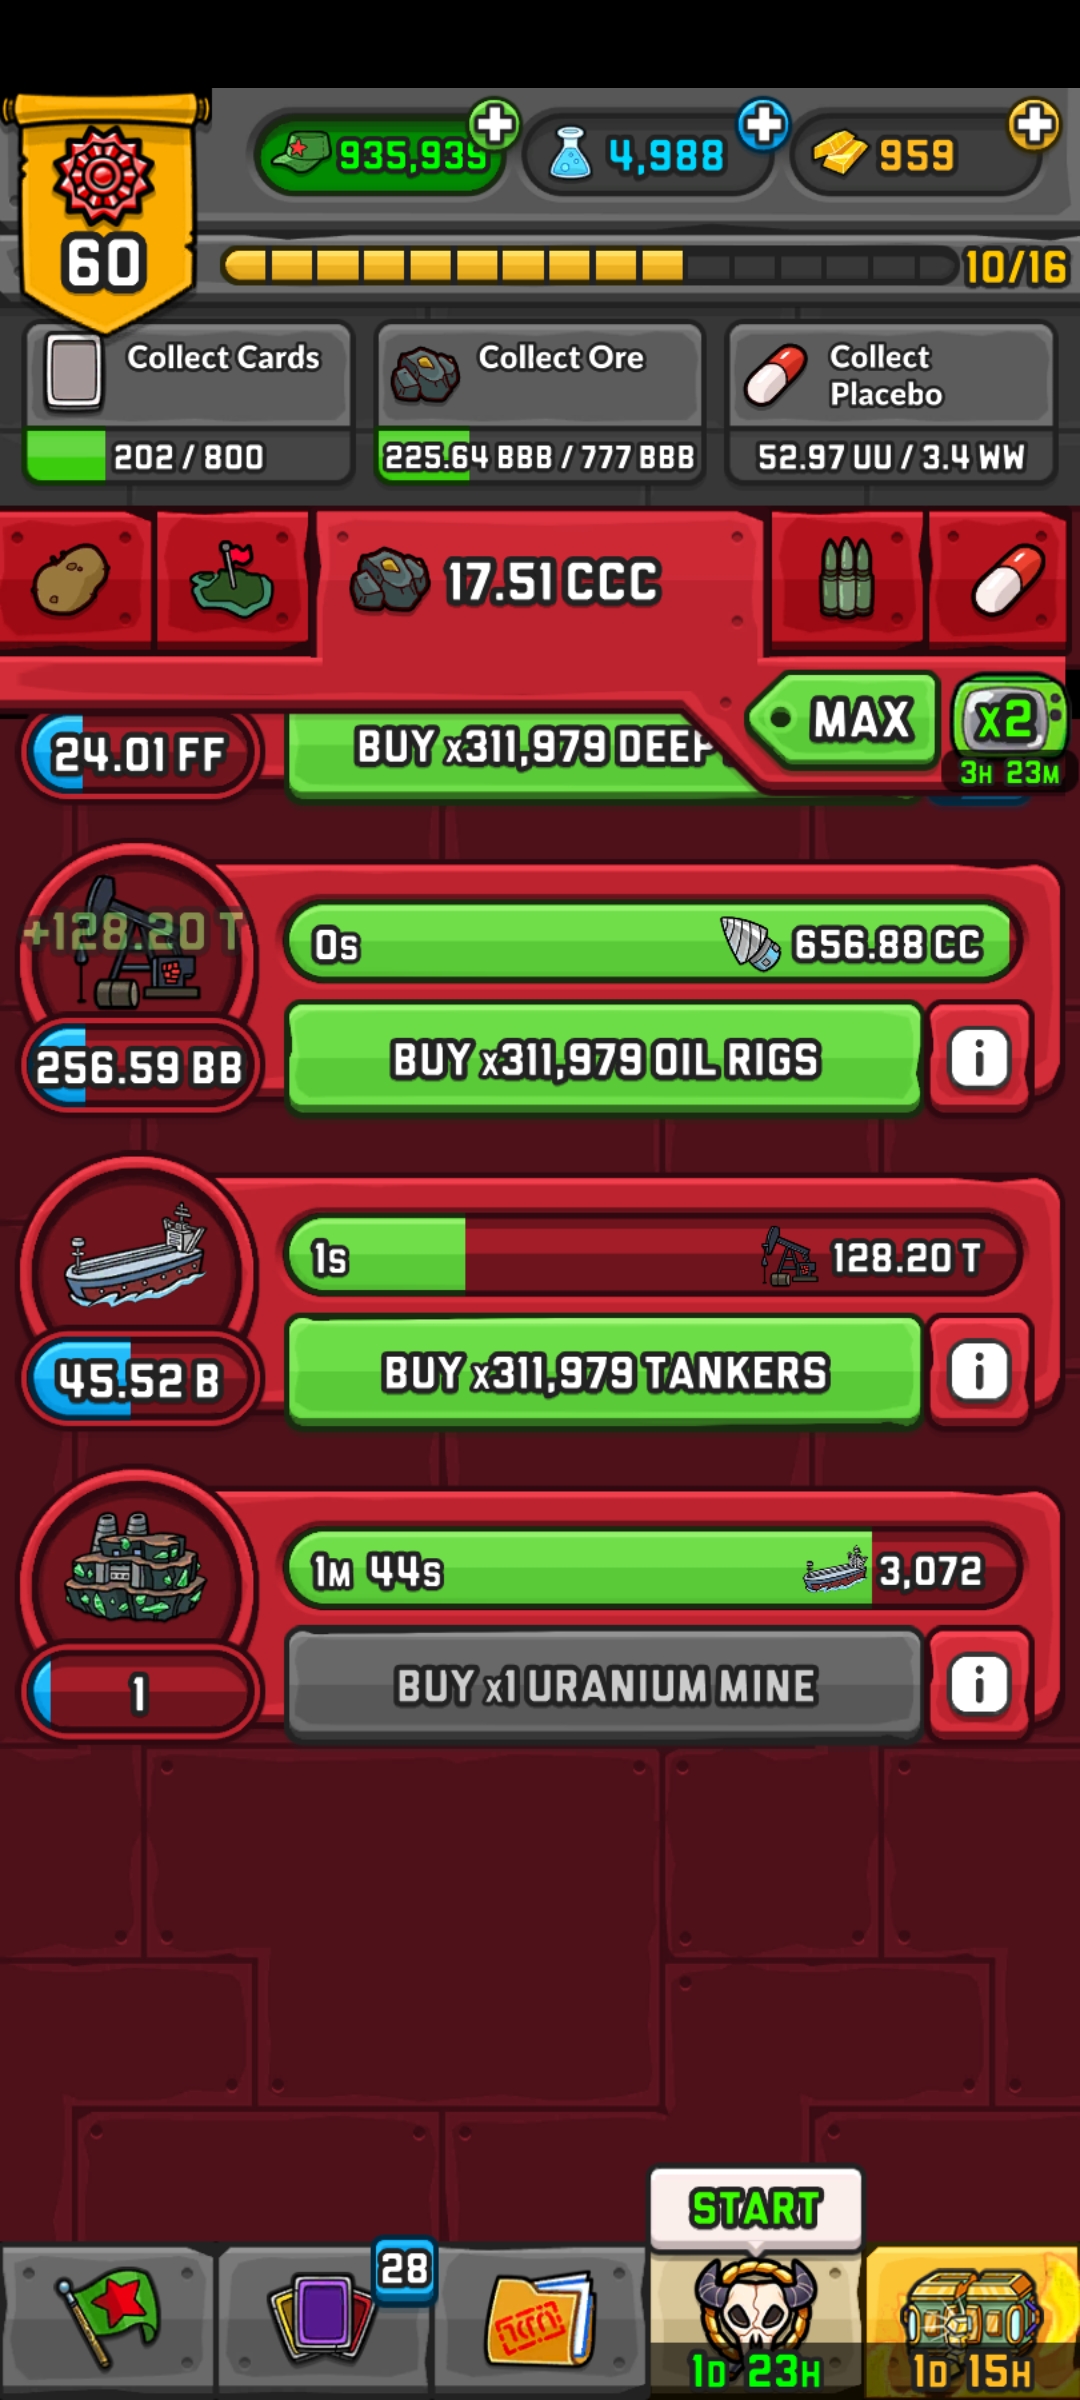 935,939
4,988
959
60
10/16
Collect Cards
202 / 800
Collect Ore
225.64 BBB / 777 BBB
Collect
Placebo
52.97 UU / 3.4 WW
17.51 CCC
MAX
x2
3H 23M
24.01 FF
BUY x311,979 DEEP
+128.20 T
0s
656.88 CC
256.59 BB
BUY x311,979 OIL RIGS
i
1s
128.20 T
45.52 B
BUY x311,979 TANKERS
i
1M 44s
3,072
1
BUY x1 URANIUM MINE
i
START
28
1D 23H
1D 15H